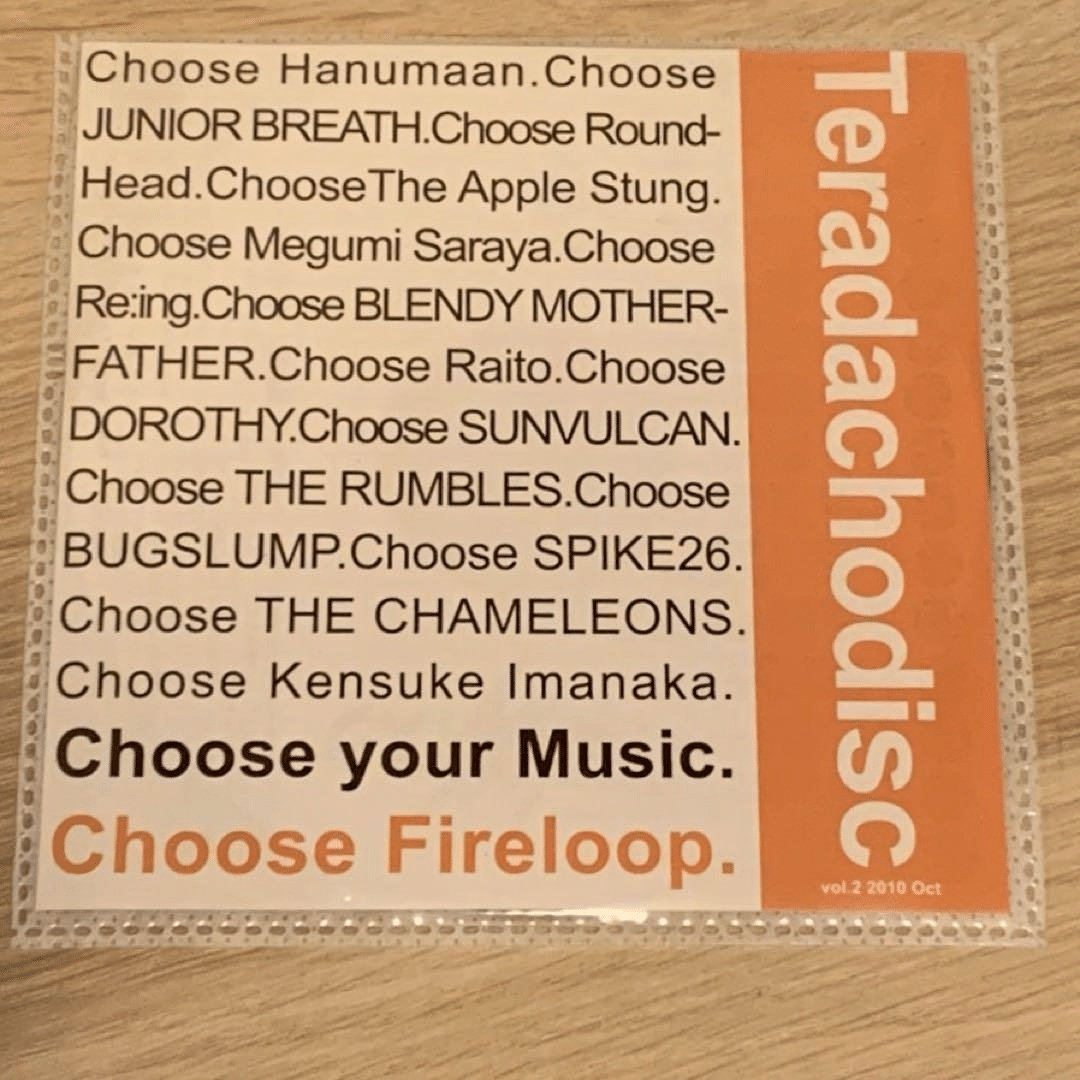 Choose Hanumaan.Choose
JUNIOR BREATH.Choose Round-
Head.ChooseThe Apple Stung.
Choose Megumi Saraya.Choose
Re:ing.Choose BLENDY MOTHER-
FATHER.Choose Raito.Choose
DOROTHY.Choose SUNVULCAN.
Choose THE RUMBLES.Choose
BUGSLUMP.Choose SPIKE26.
Choose THE CHAMELEONS.
Choose Kensuke Imanaka.
Choose your Music.
Choose Fireloop.
Teradachodisc
vol.2 2010 Oct